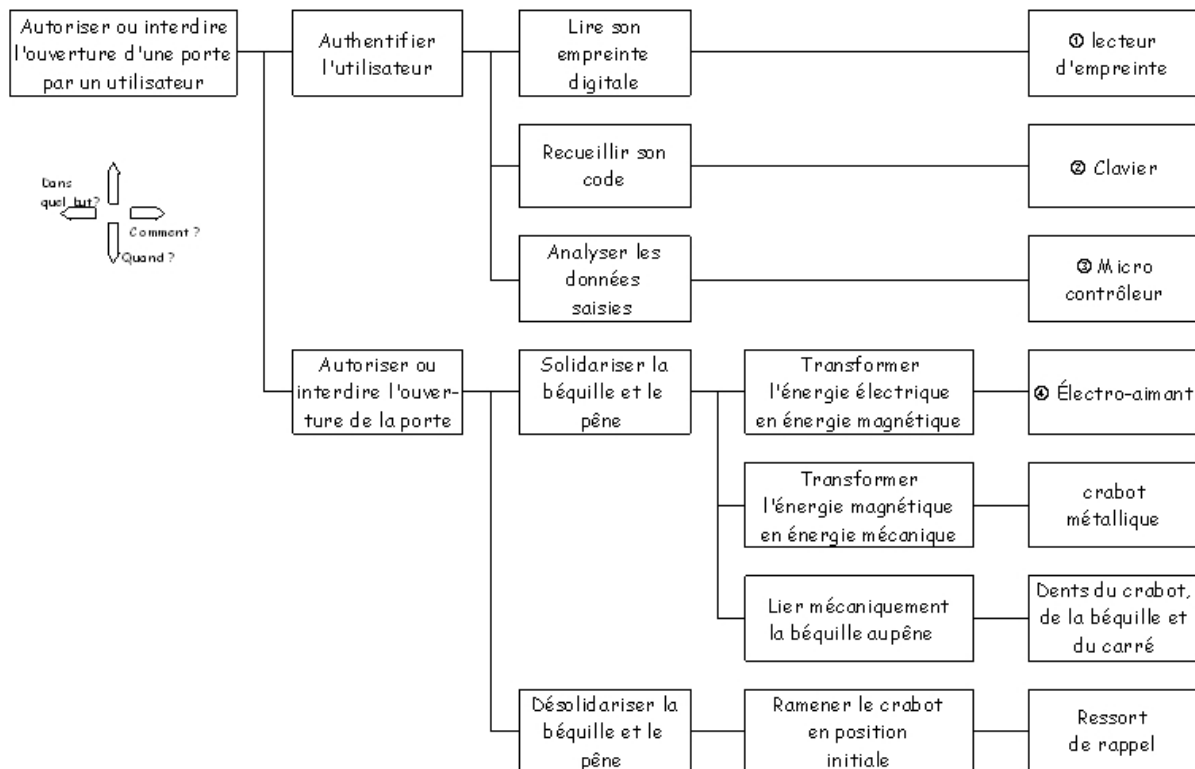 Autoriser ou interdire
l'ouverture d'une porte
par un utilisateur
Authentifier
l'utilisateur
Lire son
empreinte
digitale
① lecteur
d'empreinte
Recueillir son
code
② Clavier
Dans
quel but?
Comment ?
Quand ?
Analyser les
données
saisies
③ Micro
contrôleur
Autoriser ou
interdire l'ouver-
ture de la porte
Solidariser la
béquille et le
pêne
Transformer
l'énergie électrique
en énergie magnétique
④ Électro-aimant
Transformer
l'énergie magnétique
en énergie mécanique
crabot
métallique
Lier mécaniquement
la béquille aupêne
Dents du crabot,
de la béquille et
du carré
Désolidariser la
béquille et le
pêne
Ramener le crabot
en position
initiale
Ressort
de rappel